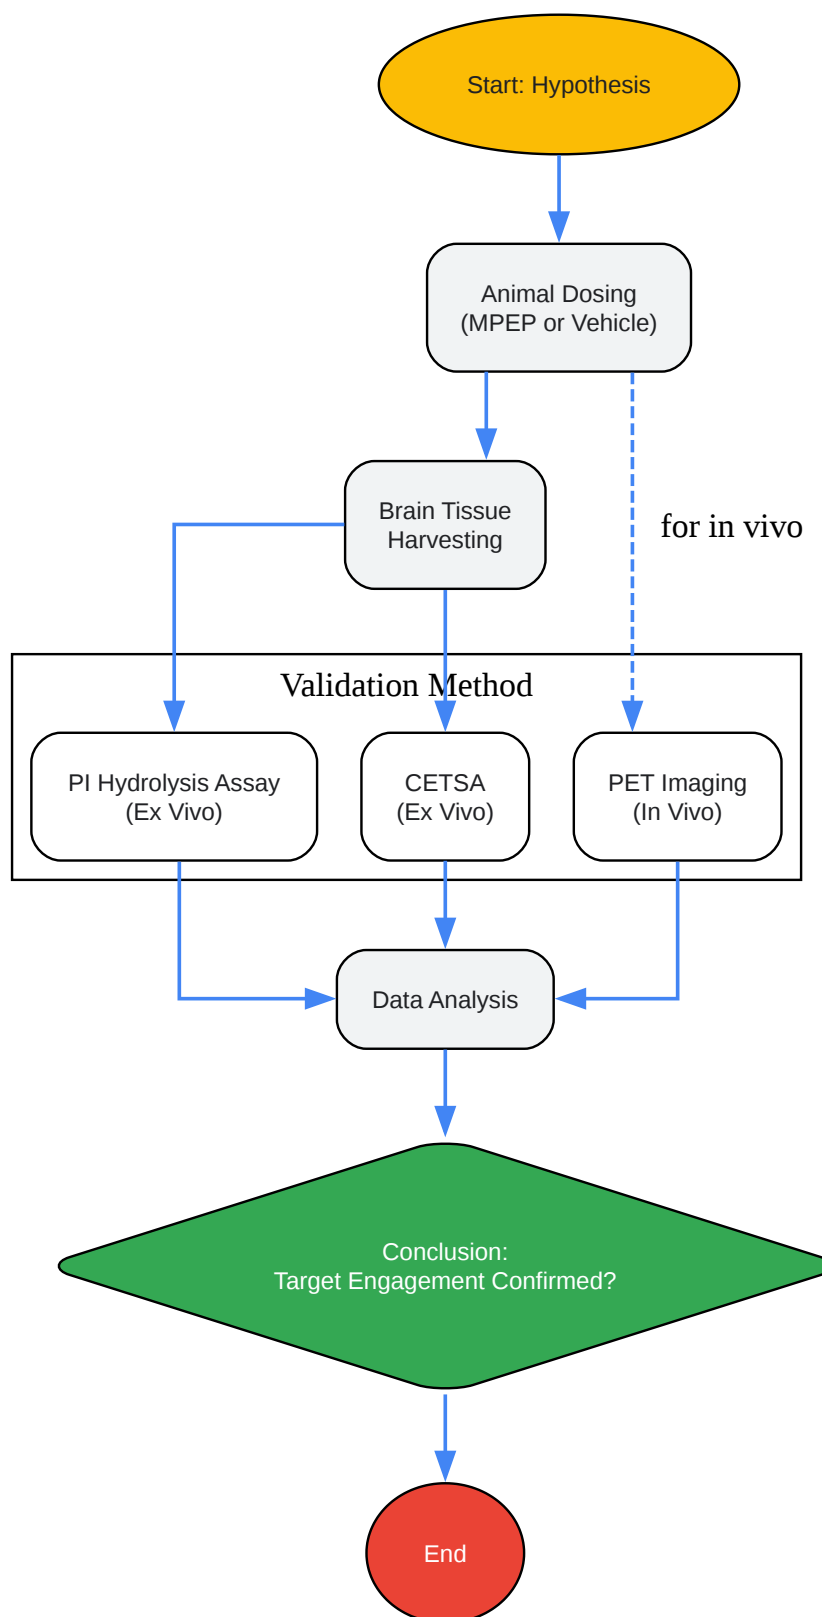 Start: Hypothesis
Animal Dosing
(MPEP or Vehicle)
Brain Tissue
Harvesting
for in vivo
Validation Method
PI Hydrolysis Assay
(Ex Vivo)
CETSA
(Ex Vivo)
PET Imaging
(In Vivo)
Data Analysis
Conclusion:
Target Engagement Confirmed?
End